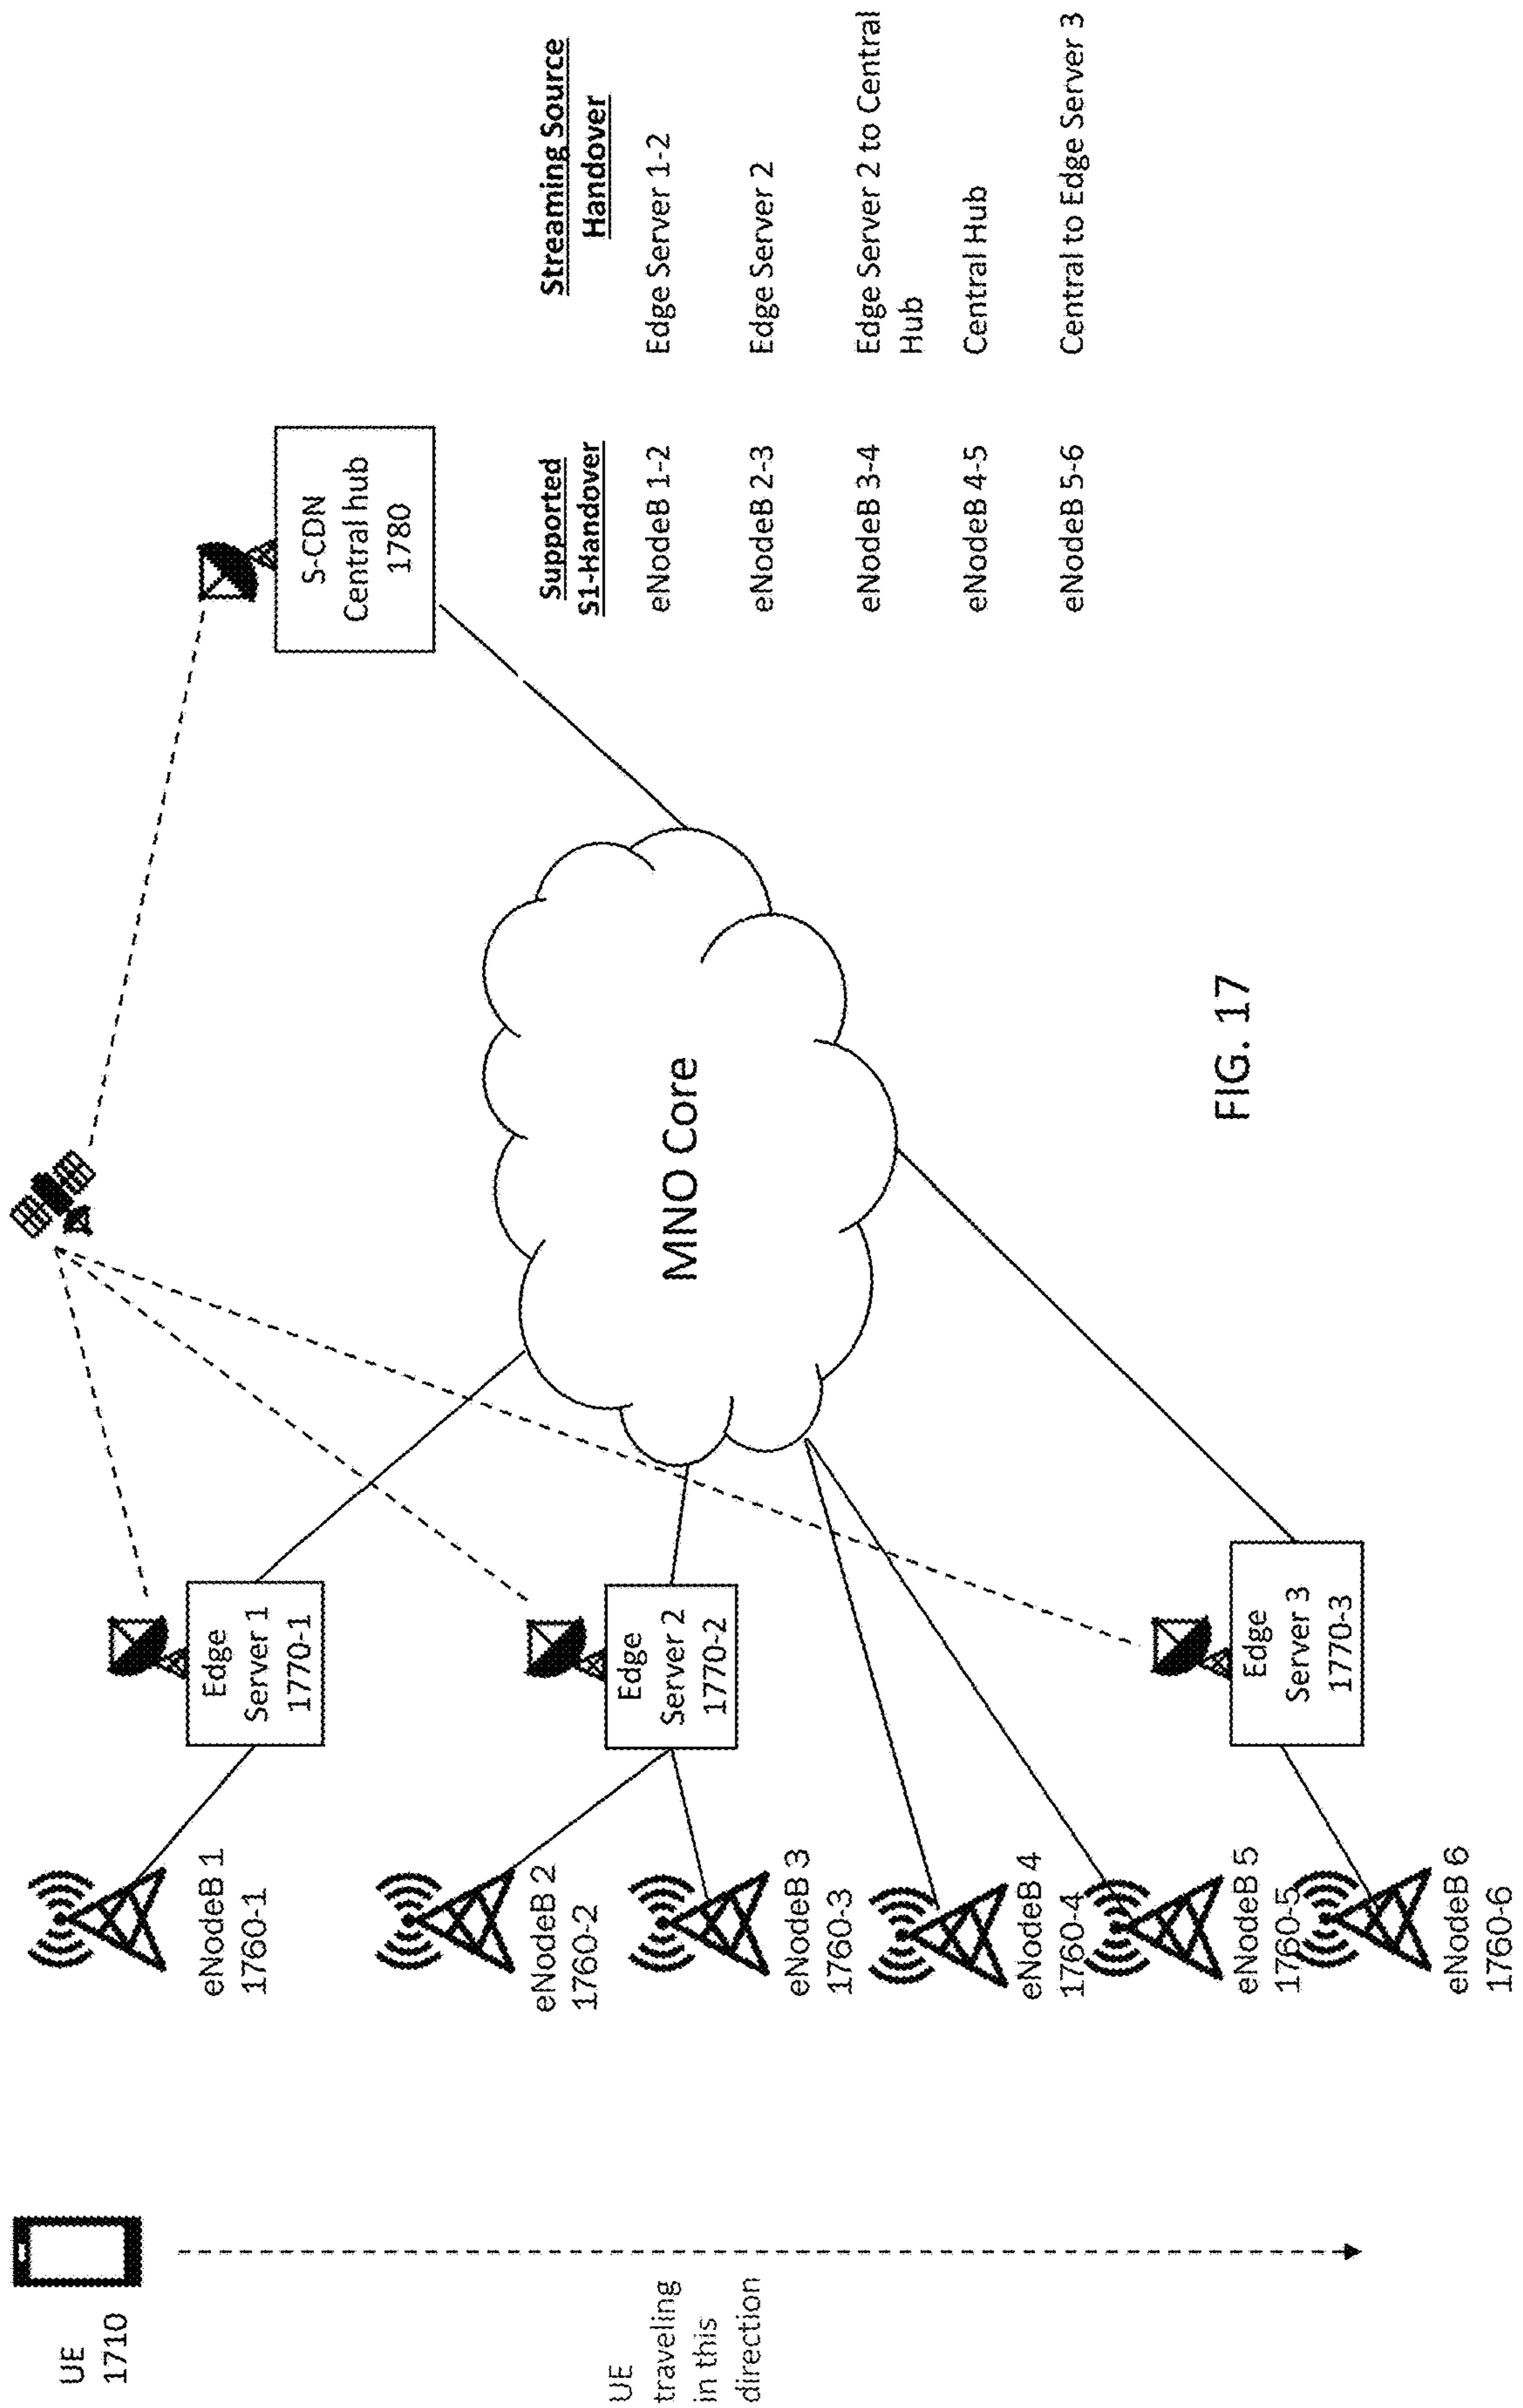 UE
1710
UE
traveling
in this
direction
eNodeB 1
1760-1
eNodeB 2
1760-2
eNodeB 3
1760-3
eNodeB 4
1760-4
eNodeB 5
1760-5
eNodeB 6
1760-6
Edge
Server 1
1770-1
Edge
Server 2
1770-2
Edge
Server 3
1770-3
MNO Core
S-CDN
Central hub
1780
Supported
S1-Handover
Streaming Source
Handover
eNodeB 1-2
Edge Server 1-2
eNodeB 2-3
Edge Server 2
eNodeB 3-4
Edge Server 2 to Central
Hub
eNodeB 4-5
Central Hub
eNodeB 5-6
Central to Edge Server 3
FIG. 17